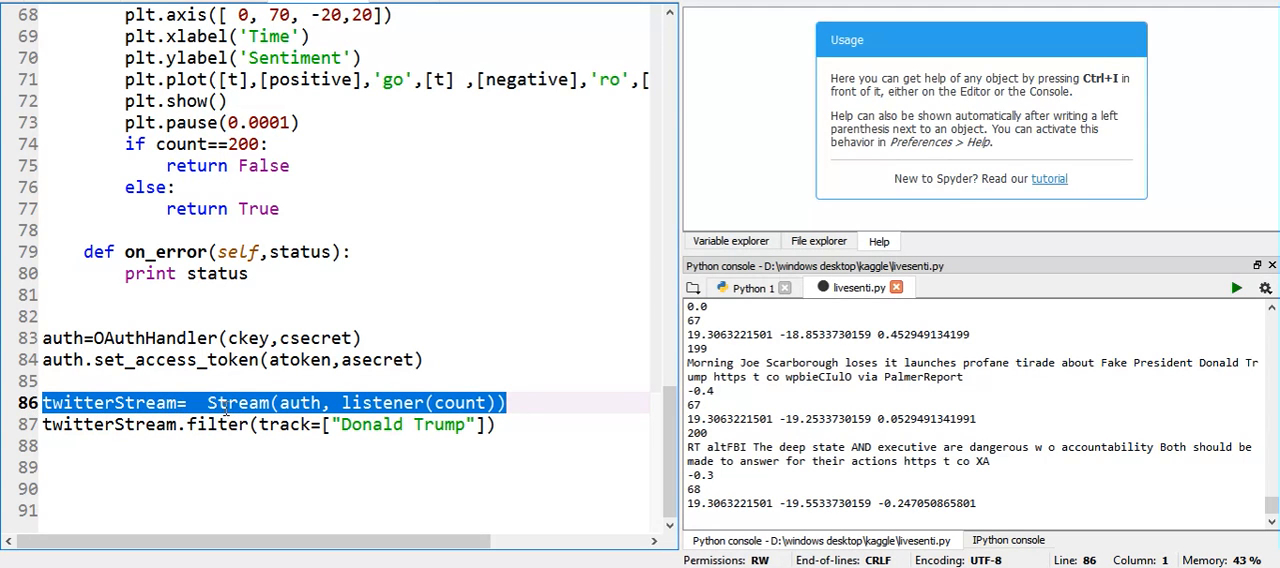 68 plt.axis([ 0, 70, -20,20])
69 plt.xlabel('Time')
70 plt.ylabel('Sentiment')
71 plt.plot([t],[positive],'go',[t] ,[negative],'ro',[
72 plt.show()
73 plt.pause(0.0001)
74 if count==200:
75 return False
76 else:
77 return True
78
79 def on_error(self,status):
80 print status
81
82
83 auth=OAuthHandler(ckey,csecret)
84 auth.set_access_token(atoken,asecret)
85
86 twitterStream=  Stream(auth, listener(count))
87 twitterStream.filter(track=["Donald Trump"])
88
89
90
91
Usage
Here you can get help of any object by pressing Ctrl+I in
front of it, either on the Editor or the Console.
Help can also be shown automatically after writing a left
parenthesis next to an object. You can activate this
behavior in Preferences > Help.
New to Spyder? Read our tutorial
Variable explorer File explorer Help
Python console - D:\windows desktop\kaggle\livesenti.py
Python 1 livesenti.py
0.0
67
19.3063221501 -18.8533730159 0.452949134199
199
Morning Joe Scarborough loses it launches profane tirade about Fake President Donald Tr
ump https t co wpbieCIulO via PalmerReport
-0.4
67
19.3063221501 -19.2533730159 0.0529491341991
200
RT altFBI The deep state AND executive are dangerous w o accountability Both should be
made to answer for their actions https t co XA
-0.3
68
19.3063221501 -19.5533730159 -0.247050865801
Python console - D:\windows desktop\kaggle\livesenti.py IPython console
Permissions: RW End-of-lines: CRLF Encoding: UTF-8 Line: 86 Column: 1 Memory: 43 %